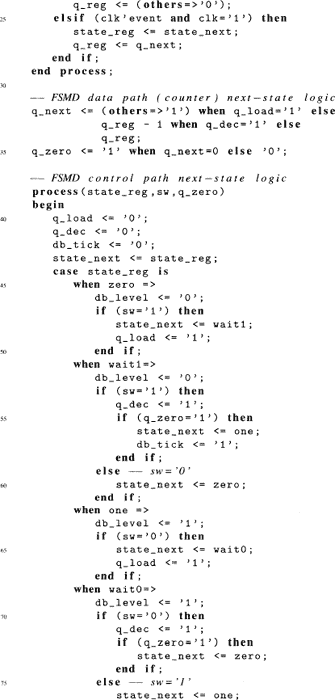 q_reg <= (others=>'0');
25 elsif (clk'event and clk='1') then
state_reg <= state_next;
q_reg <= q_next;
end if;
end process;
30
-- FSMD data path (counter) next-state logic
q_next <= (others=>'1') when q_load='1' else
q_reg - 1 when q_dec='1' else
q_reg;
35 q_zero <= '1' when q_next=0 else '0';
-- FSMD control path next-state logic
process(state_reg,sw,q_zero)
begin
40 q_load <= '0';
q_dec <= '0';
db_tick <= '0';
state_next <= state_reg;
case state_reg is
45 when zero =>
db_level <= '0';
if (sw='1') then
state_next <= wait1;
q_load <= '1';
50 end if;
when wait1=>
db_level <= '0';
if (sw='1') then
q_dec <= '1';
55 if (q_zero='1') then
state_next <= one;
db_tick <= '1';
end if;
else -- sw='0'
60 state_next <= zero;
end if;
when one =>
db_level <= '1';
if (sw='0') then
65 state_next <= wait0;
q_load <= '1';
end if;
when wait0=>
db_level <= '1';
70 if (sw='0') then
q_dec <= '1';
if (q_zero='1') then
state_next <= zero;
end if;
75 else -- sw='1'
state_next <= one;